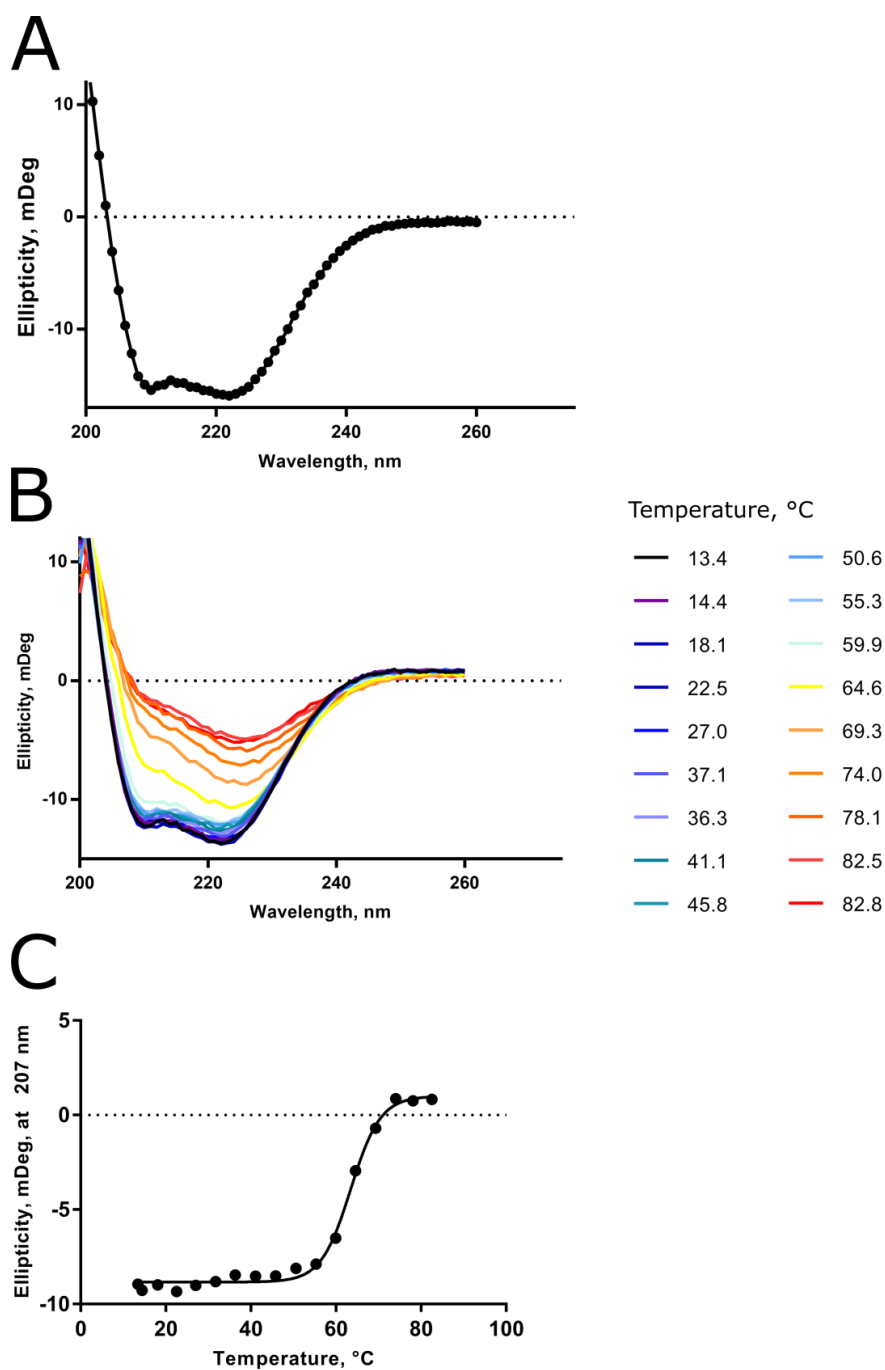 A
10
0
-10
Ellipticity, mDeg
200 220 240 260
Wavelength, nm
B
10
0
-10
Ellipticity, mDeg
200 220 240 260
Wavelength, nm
Temperature, °C
13.4 50.6
14.4 55.3
18.1 59.9
22.5 64.6
27.0 69.3
37.1 74.0
36.3 78.1
41.1 82.5
45.8 82.8
C
5
0
-5
-10
Ellipticity, mDeg, at 207 nm
0 20 40 60 80 100
Temperature, °C